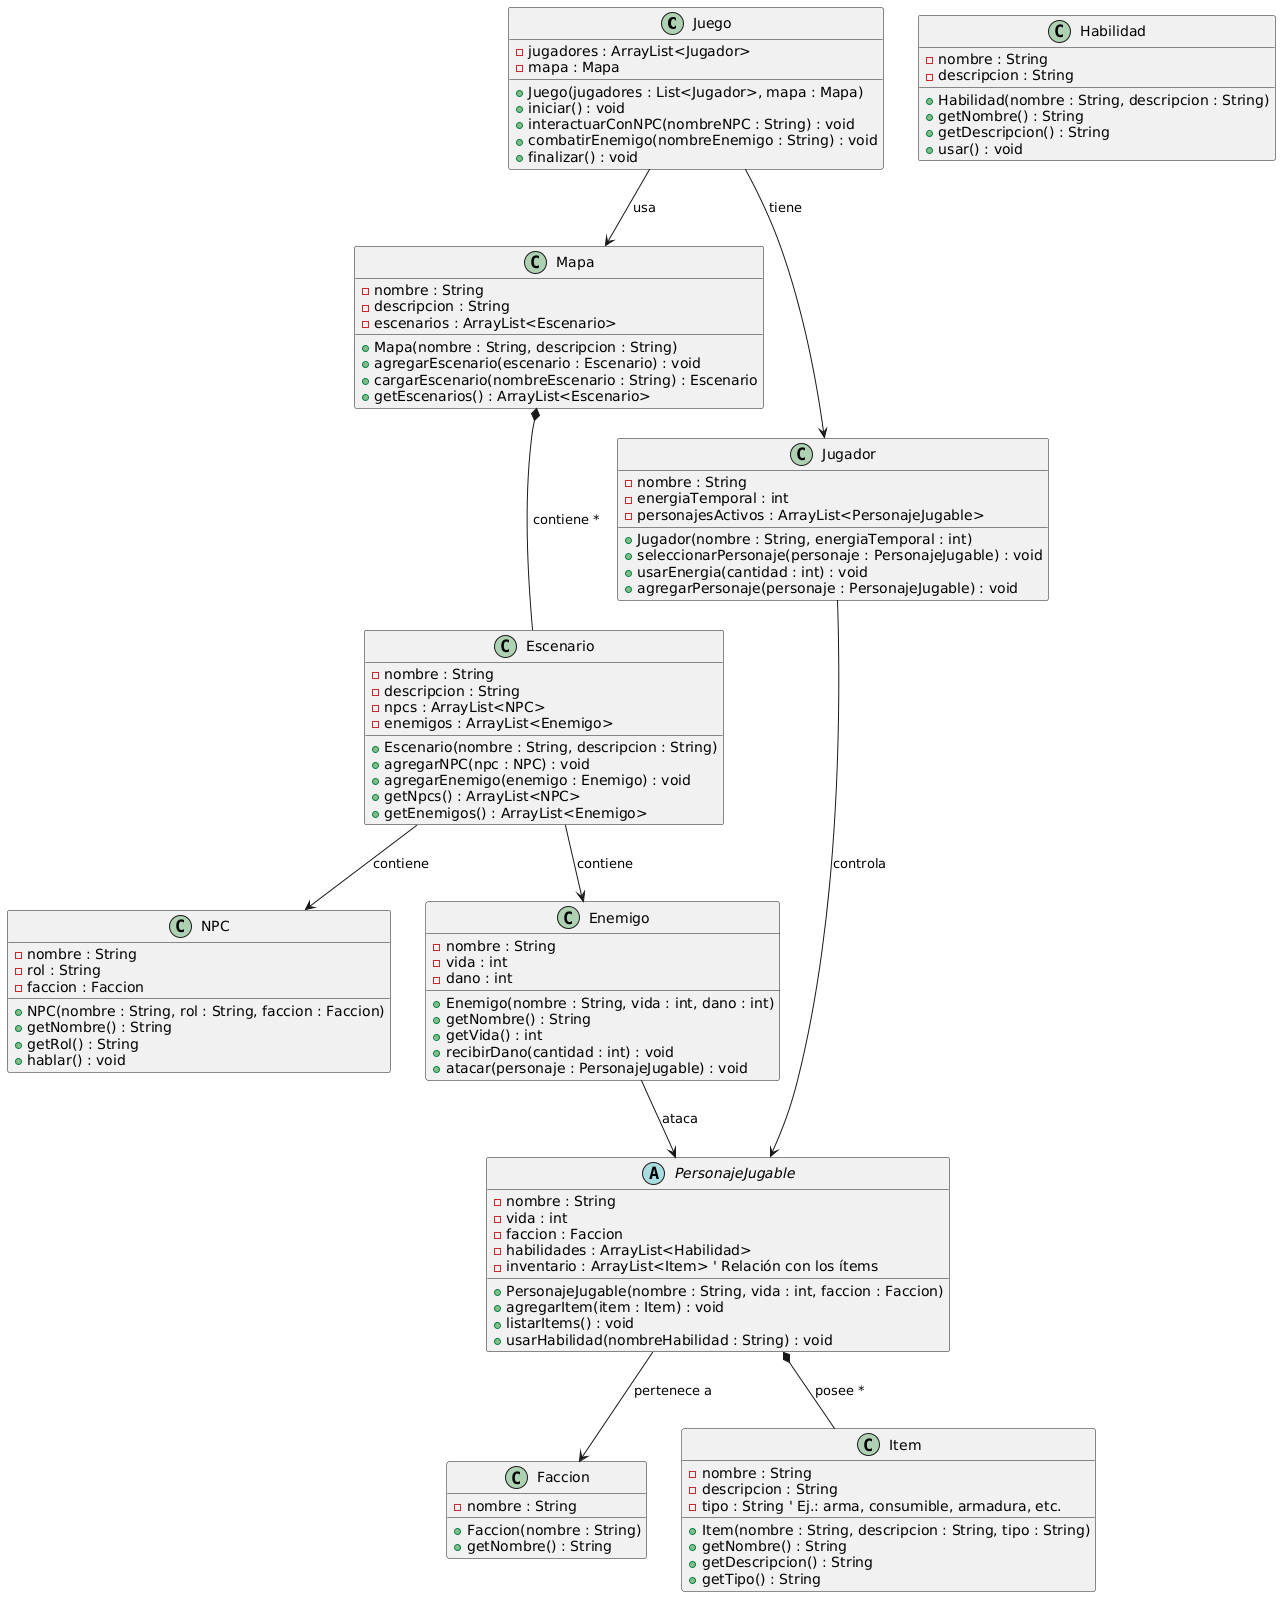 C Juego
jugadores : ArrayList<Jugador>
mapa : Mapa
Juego(jugadores : List<Jugador>, mapa : Mapa)
iniciar() : void
interactuarConNPC(nombreNPC : String) : void
combatirEnemigo(nombreEnemigo : String) : void
finalizar() : void
C Habilidad
nombre : String
descripcion : String
Habilidad(nombre : String, descripcion : String)
getNombre() : String
getDescripcion() : String
usar() : void
usa
tiene
C Mapa
nombre : String
descripcion : String
escenarios : ArrayList<Escenario>
Mapa(nombre : String, descripcion : String)
agregarEscenario(escenario : Escenario) : void
cargarEscenario(nombreEscenario : String) : Escenario
getEscenarios() : ArrayList<Escenario>
C Jugador
nombre : String
energiaTemporal : int
personajesActivos : ArrayList<PersonajeJugable>
Jugador(nombre : String, energiaTemporal : int)
seleccionarPersonaje(personaje : PersonajeJugable) : void
usarEnergia(cantidad : int) : void
agregarPersonaje(personaje : PersonajeJugable) : void
contiene *
C Escenario
nombre : String
descripcion : String
npcs : ArrayList<NPC>
enemigos : ArrayList<Enemigo>
Escenario(nombre : String, descripcion : String)
agregarNPC(npc : NPC) : void
agregarEnemigo(enemigo : Enemigo) : void
getNpcs() : ArrayList<NPC>
getEnemigos() : ArrayList<Enemigo>
contiene
contiene
controla
C NPC
nombre : String
rol : String
faccion : Faccion
NPC(nombre : String, rol : String, faccion : Faccion)
getNombre() : String
getRol() : String
hablar() : void
C Enemigo
nombre : String
vida : int
dano : int
Enemigo(nombre : String, vida : int, dano : int)
getNombre() : String
getVida() : int
recibirDano(cantidad : int) : void
atacar(personaje : PersonajeJugable) : void
ataca
A PersonajeJugable
nombre : String
vida : int
faccion : Faccion
habilidades : ArrayList<Habilidad>
inventario : ArrayList<Item> ' Relación con los ítems
PersonajeJugable(nombre : String, vida : int, faccion : Faccion)
agregarItem(item : Item) : void
listarItems() : void
usarHabilidad(nombreHabilidad : String) : void
pertenece a
posee *
C Faccion
nombre : String
Faccion(nombre : String)
getNombre() : String
C Item
nombre : String
descripcion : String
tipo : String ' Ej.: arma, consumible, armadura, etc.
Item(nombre : String, descripcion : String, tipo : String)
getNombre() : String
getDescripcion() : String
getTipo() : String